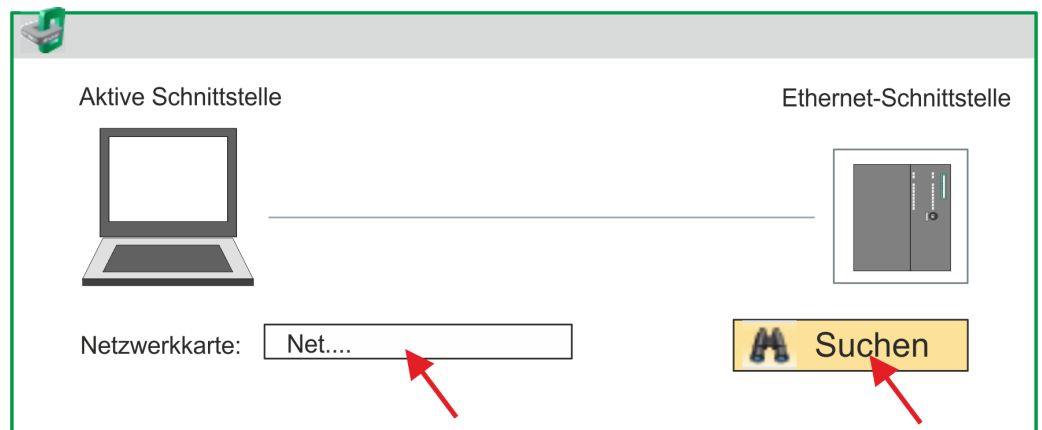 Aktive Schnittstelle
Ethernet-Schnittstelle
Netzwerkkarte:
Net....
Suchen